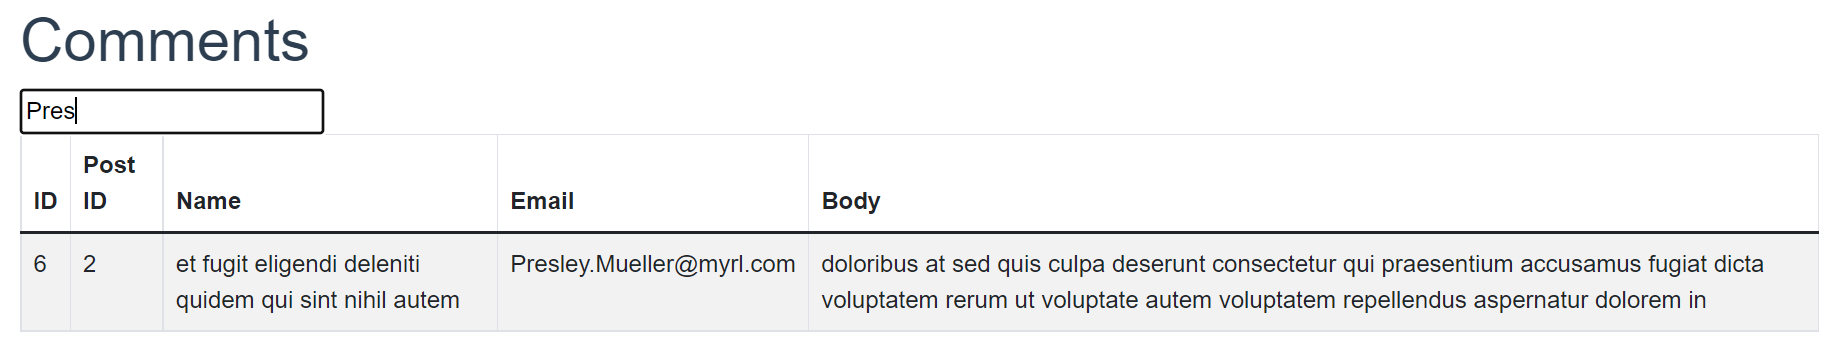 Comments
Pres
ID Post ID Name Email Body
6 2 et fugit eligendi deleniti quidem qui sint nihil autem Presley.Mueller@myrl.com doloribus at sed quis culpa deserunt consectetur qui praesentium accusamus fugiat dicta voluptatem rerum ut voluptate autem voluptatem repellendus aspernatur dolorem in